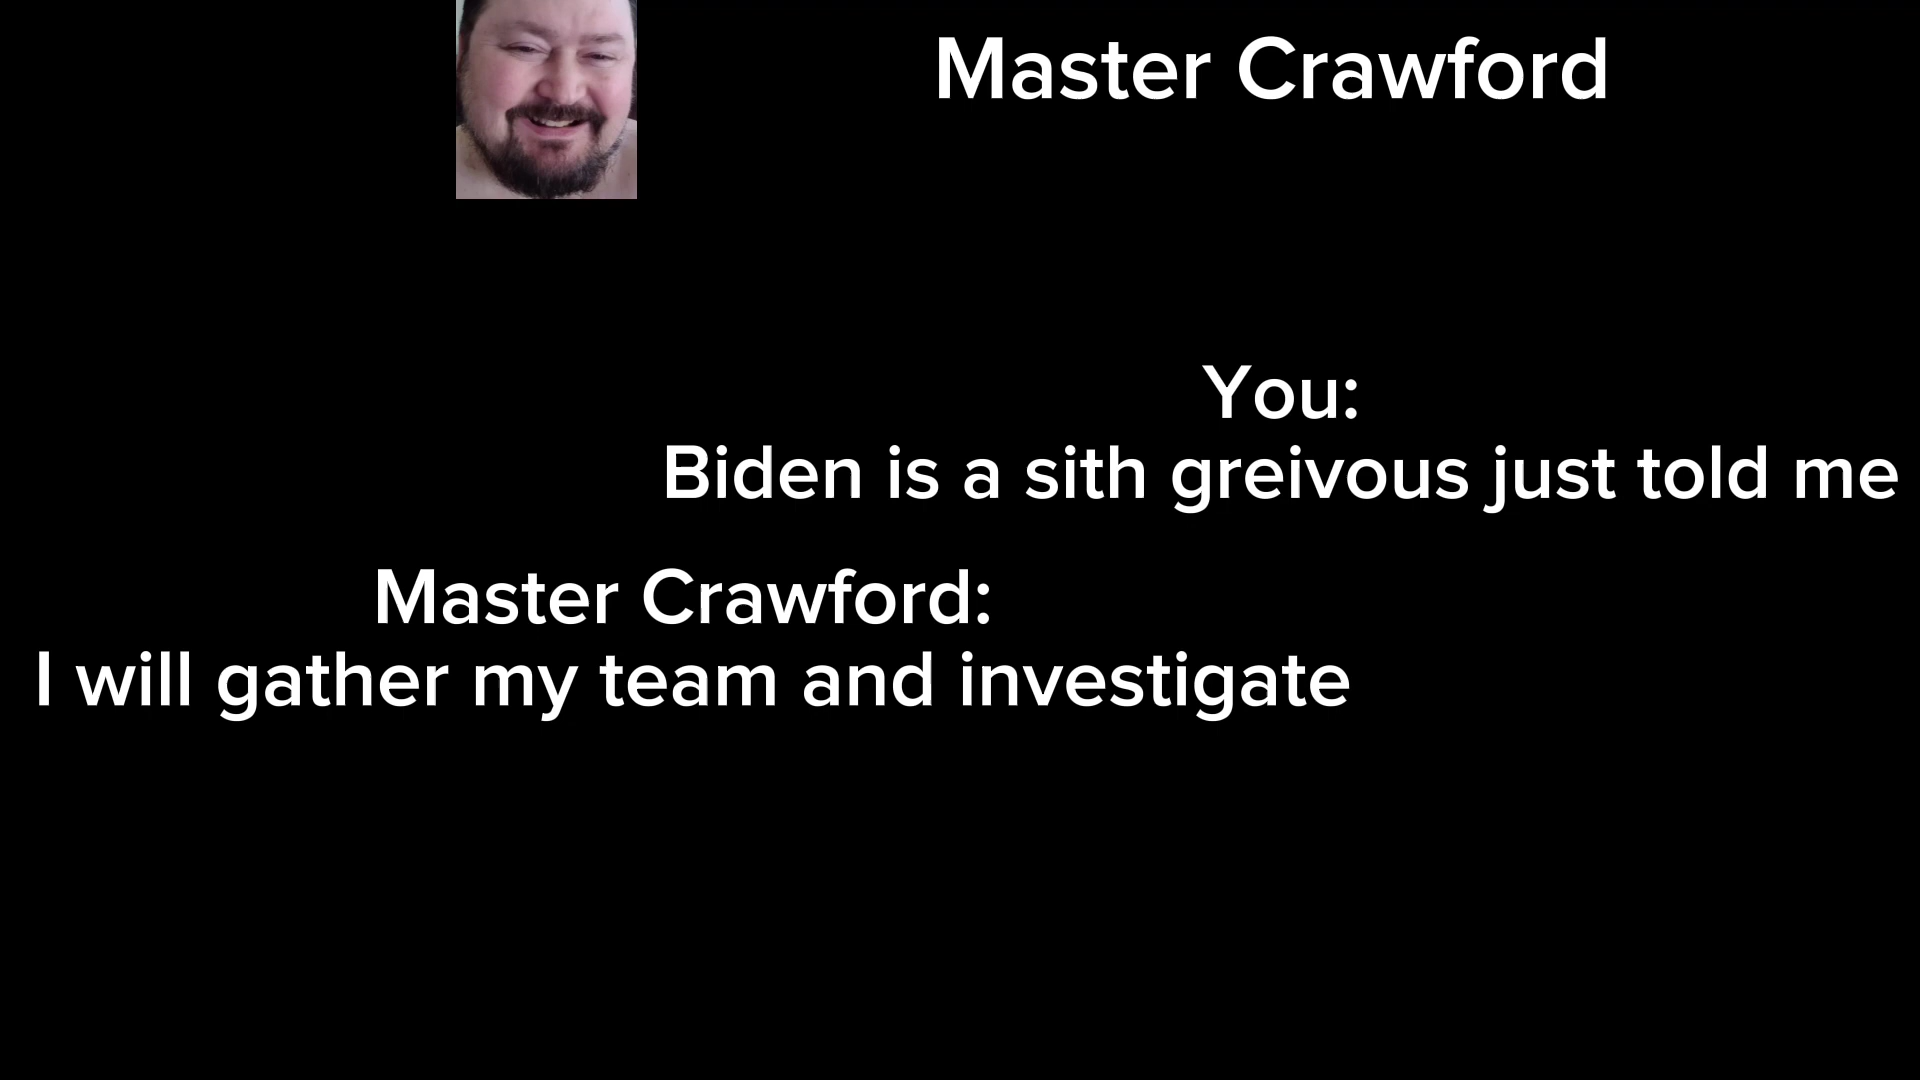 Master Crawford
You:
Biden is a sith greivous just told me
Master Crawford:
I will gather my team and investigate